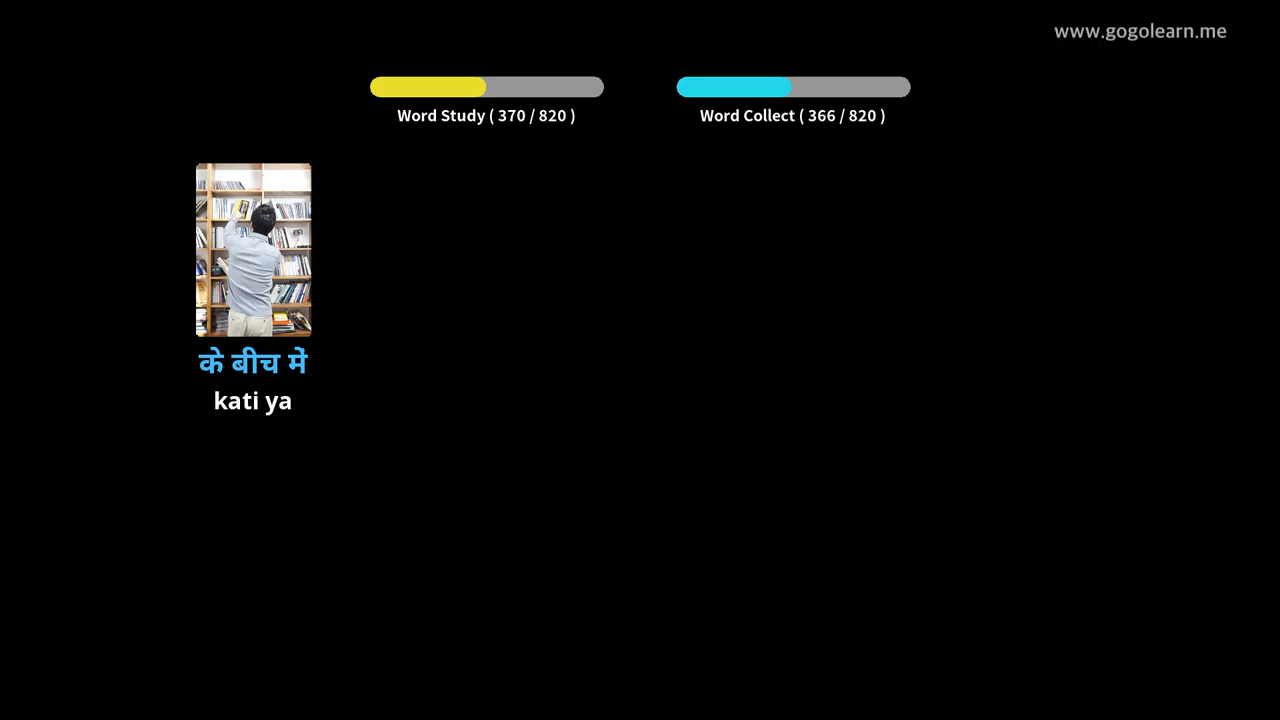 www.gogolearn.me
Word Study ( 370 / 820 )
Word Collect ( 366 / 820 )
के बीच में
kati ya